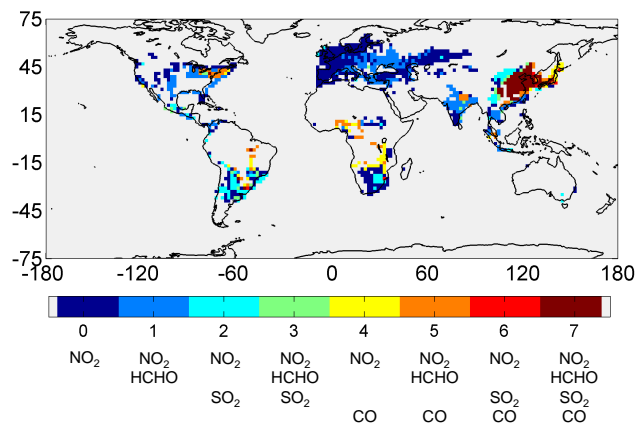 75
45
15
-15
-45
-75
-180 -120 -60 0 60 120 180
0 1 2 3 4 5 6 7
NO₂ NO₂ NO₂ NO₂ NO₂ NO₂ NO₂ NO₂
HCHO HCHO HCHO HCHO
SO₂ SO₂ SO₂ SO₂
CO CO CO CO